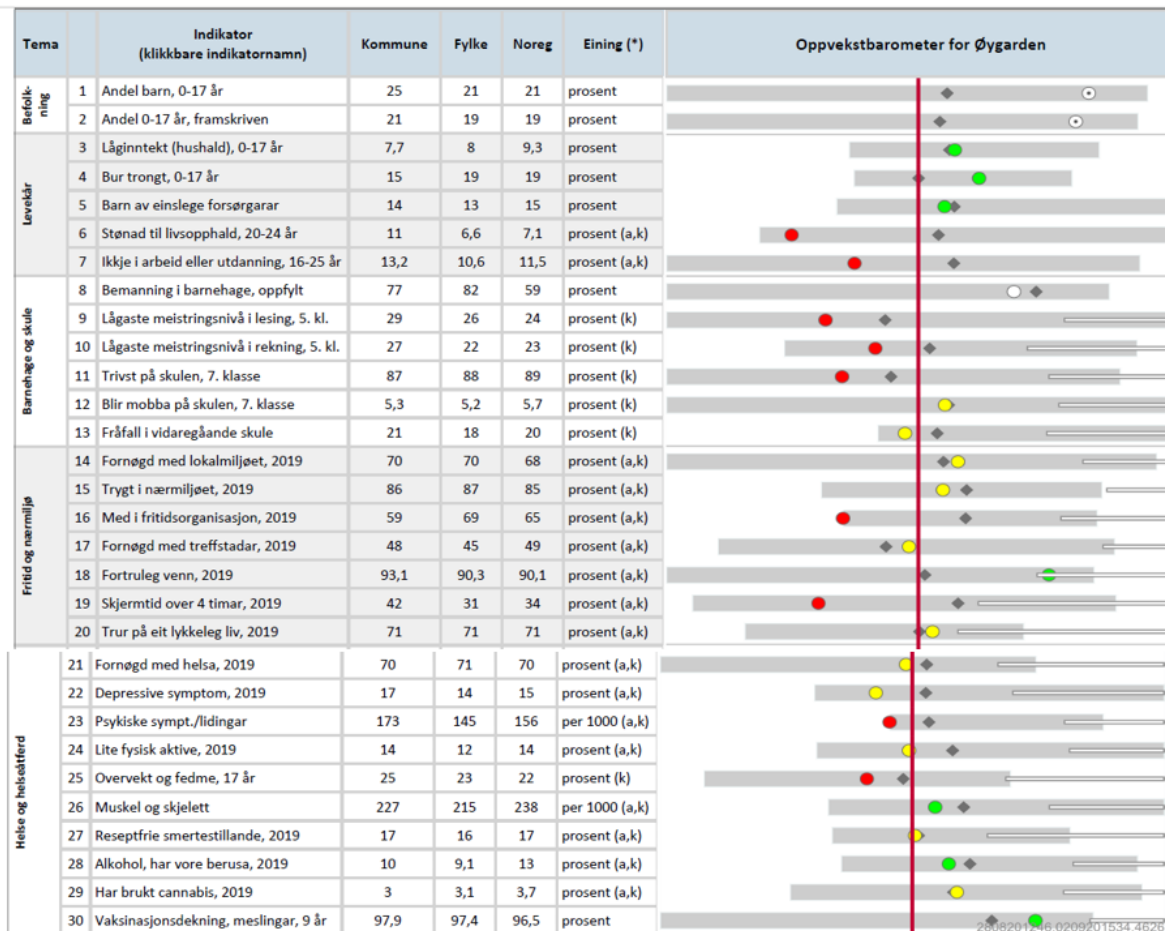 Tema Indikator (klikkbare indikatornamn) Kommune Fylke Noreg Eining (*) Oppvekstbarometer for Øygarden
Befolk-
ning
1 Andel barn, 0-17 år 25 21 21 prosent
2 Andel 0-17 år, framskriven 21 19 19 prosent
Levekår
3 Låginntekt (hushald), 0-17 år 7,7 8 9,3 prosent
4 Bur trongt, 0-17 år 15 19 19 prosent
5 Barn av einslege forsørgarar 14 13 15 prosent
6 Stønad til livsopphald, 20-24 år 11 6,6 7,1 prosent (a,k)
7 Ikkje i arbeid eller utdanning, 16-25 år 13,2 10,6 11,5 prosent (a,k)
Barnehage og skule
8 Bemanning i barnehage, oppfylt 77 82 59 prosent
9 Lågaste meistringsnivå i lesing, 5. kl. 29 26 24 prosent (k)
10 Lågaste meistringsnivå i rekning, 5. kl. 27 22 23 prosent (k)
11 Trivst på skulen, 7. klasse 87 88 89 prosent (k)
12 Blir mobba på skulen, 7. klasse 5,3 5,2 5,7 prosent (k)
13 Fråfall i vidaregåande skule 21 18 20 prosent (k)
Fritid og nærmiljø
14 Fornøgd med lokalmiljøet, 2019 70 70 68 prosent (a,k)
15 Trygt i nærmiljøet, 2019 86 87 85 prosent (a,k)
16 Med i fritidsorganisasjon, 2019 59 69 65 prosent (a,k)
17 Fornøgd med treffstadar, 2019 48 45 49 prosent (a,k)
18 Fortruleg venn, 2019 93,1 90,3 90,1 prosent (a,k)
19 Skjermtid over 4 timar, 2019 42 31 34 prosent (a,k)
20 Trur på eit lykkeleg liv, 2019 71 71 71 prosent (a,k)
Helse og helseåtferd
21 Fornøgd med helsa, 2019 70 71 70 prosent (a,k)
22 Depressive symptom, 2019 17 14 15 prosent (a,k)
23 Psykiske sympt./lidingar 173 145 156 per 1000 (a,k)
24 Lite fysisk aktive, 2019 14 12 14 prosent (a,k)
25 Overvekt og fedme, 17 år 25 23 22 prosent (k)
26 Muskel og skjelett 227 215 238 per 1000 (a,k)
27 Reseptfrie smertestillande, 2019 17 16 17 prosent (a,k)
28 Alkohol, har vore berusa, 2019 10 9,1 13 prosent (a,k)
29 Har brukt cannabis, 2019 3 3,1 3,7 prosent (a,k)
30 Vaksinasjonsdekning, meslingar, 9 år 97,9 97,4 96,5 prosent
2808201246.0209201534.4626